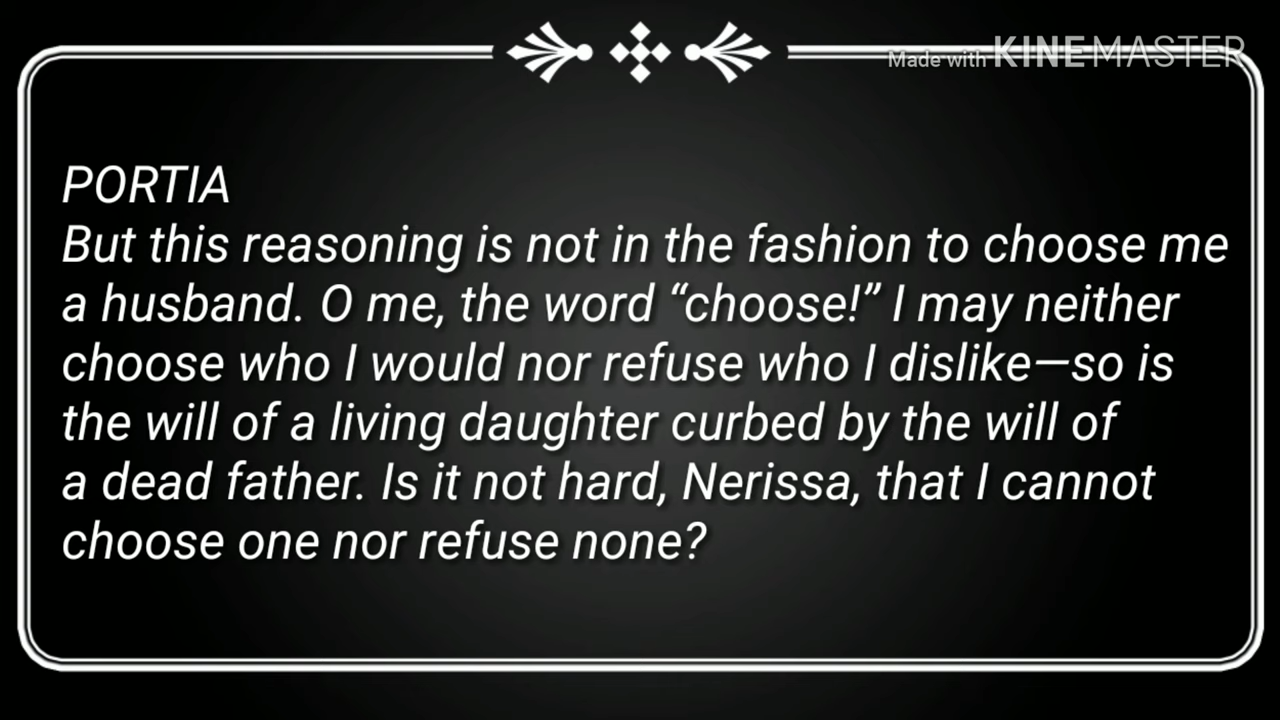 Made with KINEMASTER
PORTIA
But this reasoning is not in the fashion to choose me
a husband. O me, the word “choose!” I may neither
choose who I would nor refuse who I dislike—so is
the will of a living daughter curbed by the will of
a dead father. Is it not hard, Nerissa, that I cannot
choose one nor refuse none?